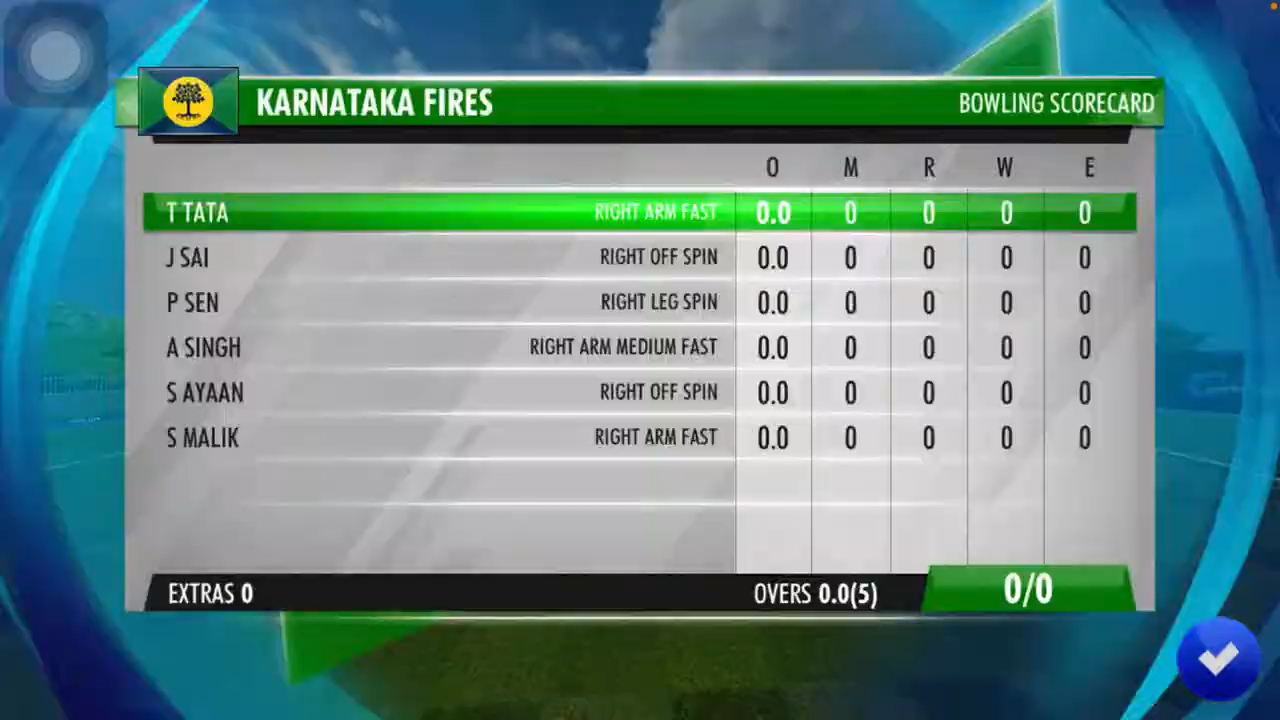 KARNATAKA FIRES BOWLING SCORECARD
O M R W E
T TATA RIGHT ARM FAST 0.0 0 0 0 0
J SAI RIGHT OFF SPIN 0.0 0 0 0 0
P SEN RIGHT LEG SPIN 0.0 0 0 0 0
A SINGH RIGHT ARM MEDIUM FAST 0.0 0 0 0 0
S AYAAN RIGHT OFF SPIN 0.0 0 0 0 0
S MALIK RIGHT ARM FAST 0.0 0 0 0 0
EXTRAS 0 OVERS 0.0(5) 0/0